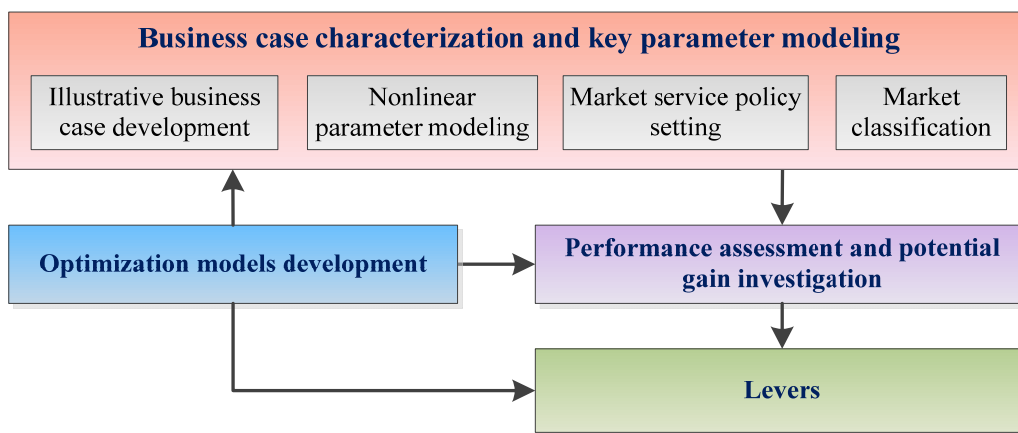 Business case characterization and key parameter modeling
Illustrative business
case development
Nonlinear
parameter modeling
Market service policy
setting
Market
classification
Optimization models development
Performance assessment and potential
gain investigation
Levers